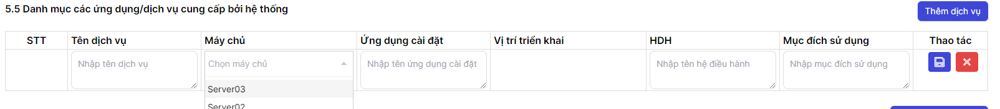 5.5 Danh mục các ứng dụng/dịch vụ cung cấp bởi hệ thống
Thêm dịch vụ
STT Tên dịch vụ Máy chủ Ứng dụng cài đặt Vị trí triển khai HDH Mục đích sử dụng Thao tác
Nhập tên dịch vụ Chọn máy chủ Nhập tên ứng dụng cài đặt Nhập tên hệ điều hành Nhập mục đích sử dụng
Server03
Server02